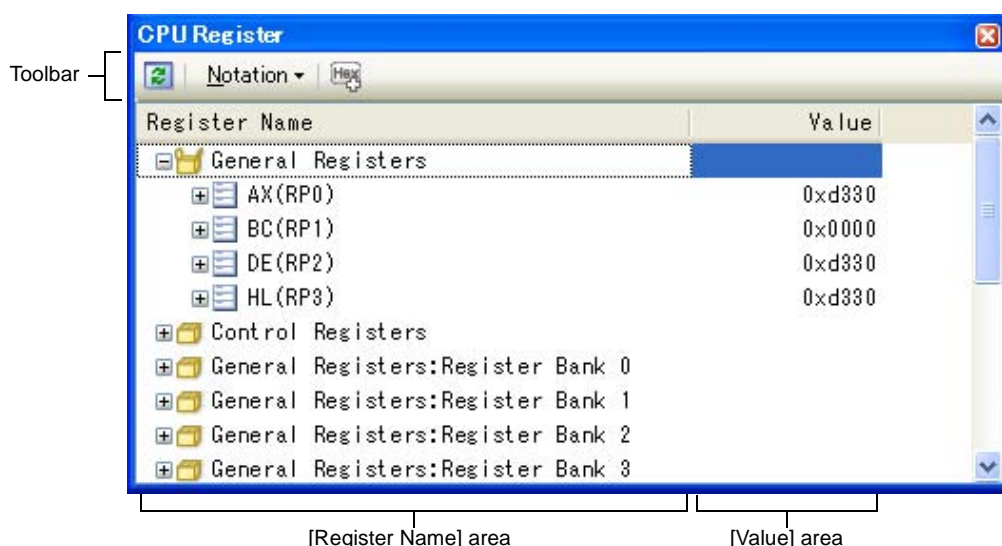 CPU Register
Toolbar
Notation
Hex
Register Name Value
General Registers
AX(RP0) 0xd330
BC(RP1) 0x0000
DE(RP2) 0xd330
HL(RP3) 0xd330
Control Registers
General Registers:Register Bank 0
General Registers:Register Bank 1
General Registers:Register Bank 2
General Registers:Register Bank 3
[Register Name] area [Value] area